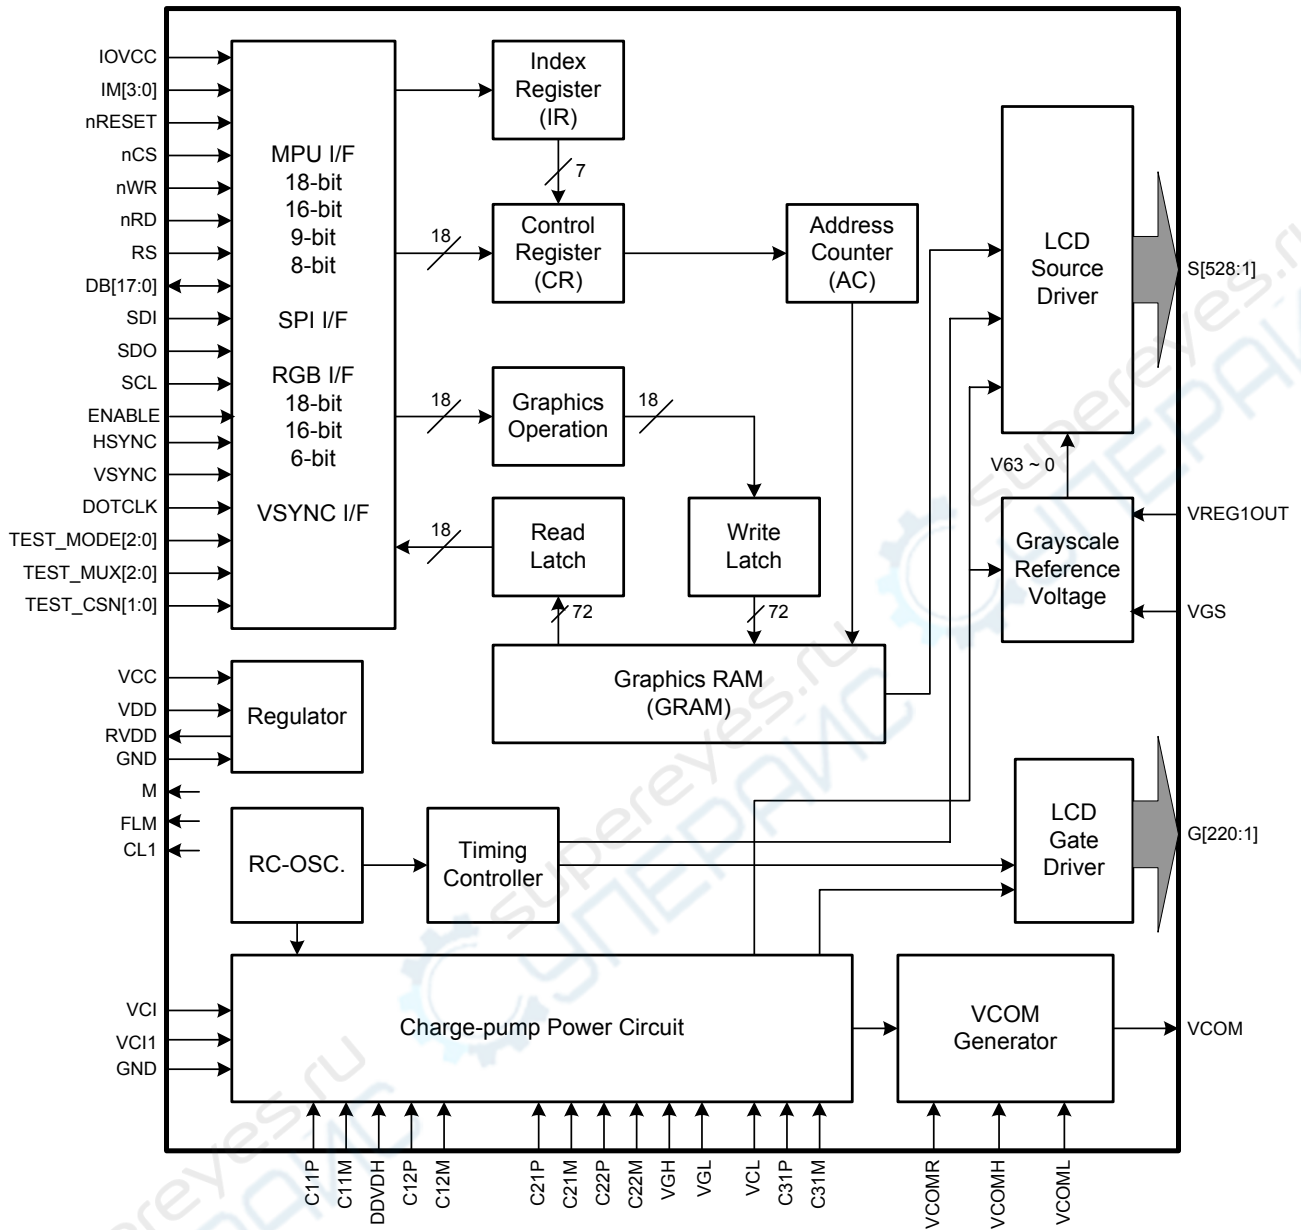 IOVCC
IM[3:0]
nRESET
nCS
nWR
nRD
RS
DB[17:0]
SDI
SDO
SCL
ENABLE
HSYNC
VSYNC
DOTCLK
TEST_MODE[2:0]
TEST_MUX[2:0]
TEST_CSN[1:0]
MPU I/F
18-bit
16-bit
9-bit
8-bit
SPI I/F
RGB I/F
18-bit
16-bit
6-bit
VSYNC I/F
Index
Register
(IR)
7
18
Control
Register
(CR)
Address
Counter
(AC)
18
Graphics
Operation
18
18
Read
Latch
Write
Latch
72
72
Graphics RAM
(GRAM)
LCD
Source
Driver
S[528:1]
V63 ~ 0
Grayscale
Reference
Voltage
VREG1OUT
VGS
VCC
VDD
RVDD
GND
Regulator
M
FLM
CL1
RC-OSC.
Timing
Controller
LCD
Gate
Driver
G[220:1]
VCI
VCI1
GND
Charge-pump Power Circuit
VCOM
Generator
VCOM
C11P
C11M
DDVDH
C12P
C12M
C21P
C21M
C22P
C22M
VGH
VGL
VCL
C31P
C31M
VCOMR
VCOMH
VCOML
supereyes.ru
СУПЕРАЙС
supereyes.ru
СУПЕРАЙС